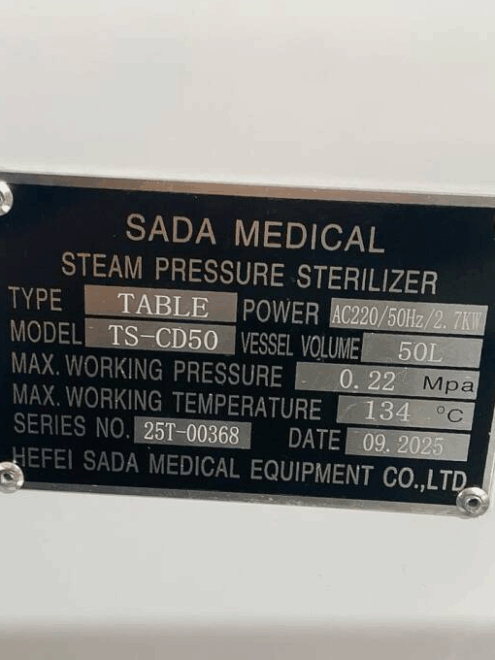 SADA MEDICAL
STEAM PRESSURE STERILIZER
TYPE TABLE POWER AC220/50Hz/2.7KW
MODEL TS-CD50 VESSEL VOLUME 50L
MAX. WORKING PRESSURE 0.22 Mpa
MAX. WORKING TEMPERATURE 134 °C
SERIES NO. 25T-00368 DATE 09.2025
HEFEI SADA MEDICAL EQUIPMENT CO.,LTD